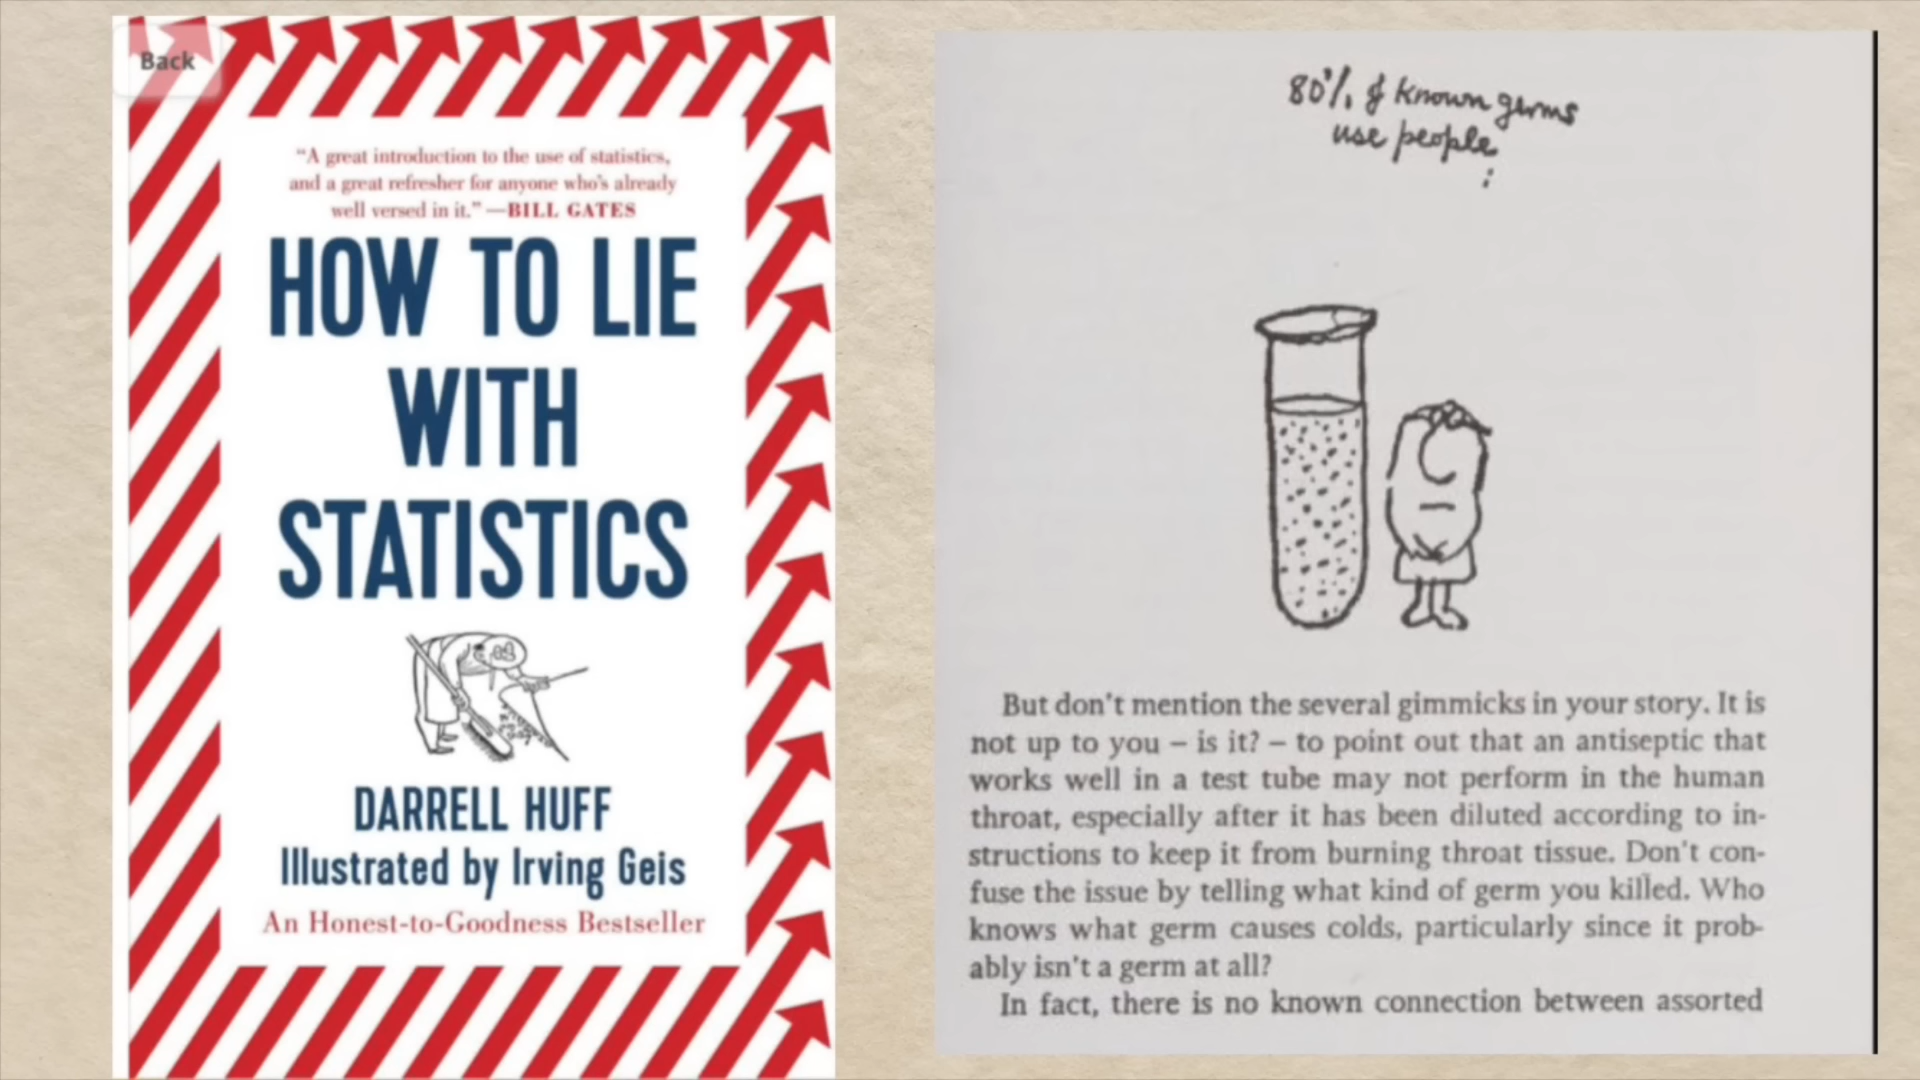 Back
"A great introduction to the use of statistics,
and a great refresher for anyone who's already
well versed in it." —BILL GATES
HOW TO LIE
WITH
STATISTICS
DARRELL HUFF
Illustrated by Irving Geis
An Honest-to-Goodness Bestseller
80% of known germs
use people
But don't mention the several gimmicks in your story. It is
not up to you – is it? – to point out that an antiseptic that
works well in a test tube may not perform in the human
throat, especially after it has been diluted according to in-
structions to keep it from burning throat tissue. Don't con-
fuse the issue by telling what kind of germ you killed. Who
knows what germ causes colds, particularly since it prob-
ably isn't a germ at all?
In fact, there is no known connection between assorted